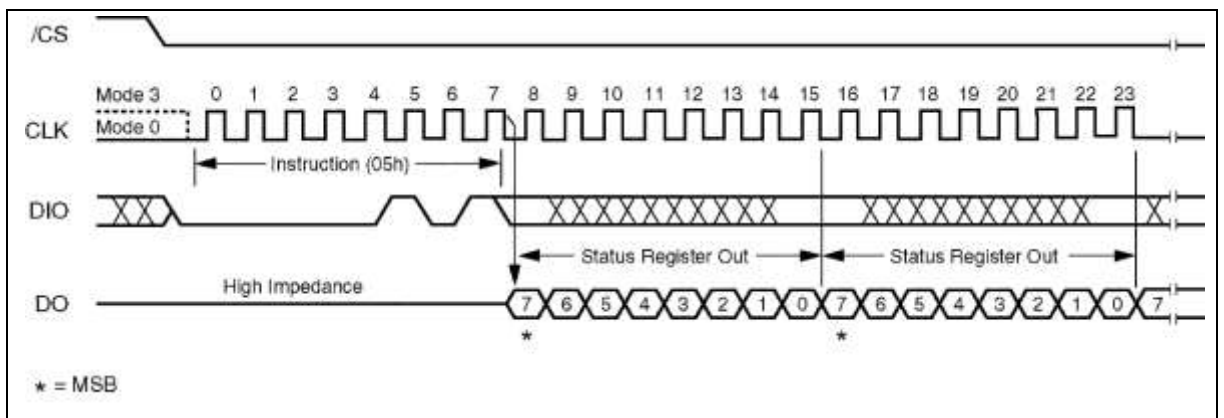 /CS
Mode 3 0 1 2 3 4 5 6 7 8 9 10 11 12 13 14 15 16 17 18 19 20 21 22 23
CLK Mode 0
Instruction (05h)
DIO
Status Register Out Status Register Out
High Impedance
DO 7 6 5 4 3 2 1 0 7 6 5 4 3 2 1 0 7
* *
* = MSB